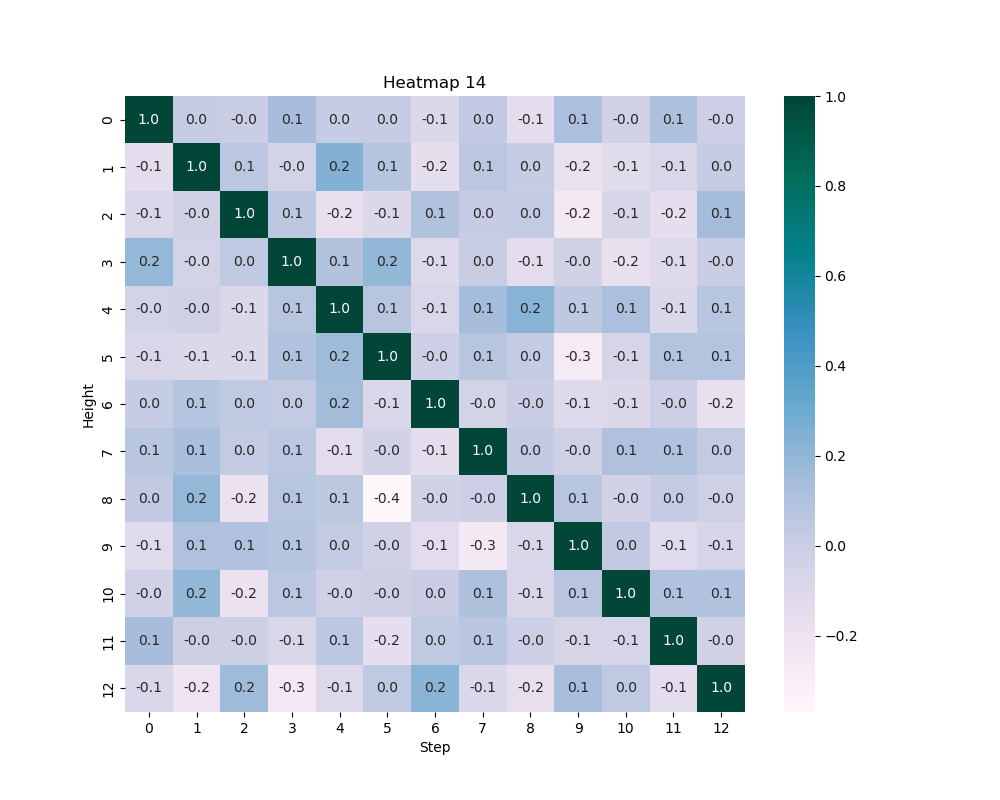 Heatmap 14
0 1.0 0.0 -0.0 0.1 0.0 0.0 -0.1 0.0 -0.1 0.1 -0.0 0.1 -0.0
1 -0.1 1.0 0.1 -0.0 0.2 0.1 -0.2 0.1 0.0 -0.2 -0.1 -0.1 0.0
2 -0.1 -0.0 1.0 0.1 -0.2 -0.1 0.1 0.0 0.0 -0.2 -0.1 -0.2 0.1
3 0.2 -0.0 0.0 1.0 0.1 0.2 -0.1 0.0 -0.1 -0.0 -0.2 -0.1 -0.0
4 -0.0 -0.0 -0.1 0.1 1.0 0.1 -0.1 0.1 0.2 0.1 0.1 -0.1 0.1
5 -0.1 -0.1 -0.1 0.1 0.2 1.0 -0.0 0.1 0.0 -0.3 -0.1 0.1 0.1
6 0.0 0.1 0.0 0.0 0.2 -0.1 1.0 -0.0 -0.0 -0.1 -0.1 -0.0 -0.2
7 0.1 0.1 0.0 0.1 -0.1 -0.0 -0.1 1.0 0.0 -0.0 0.1 0.1 0.0
8 0.0 0.2 -0.2 0.1 0.1 -0.4 -0.0 -0.0 1.0 0.1 -0.0 0.0 -0.0
9 -0.1 0.1 0.1 0.1 0.0 -0.0 -0.1 -0.3 -0.1 1.0 0.0 -0.1 -0.1
10 -0.0 0.2 -0.2 0.1 -0.0 -0.0 0.0 0.1 -0.1 0.1 1.0 0.1 0.1
11 0.1 -0.0 -0.0 -0.1 0.1 -0.2 0.0 0.1 -0.0 -0.1 -0.1 1.0 -0.0
12 -0.1 -0.2 0.2 -0.3 -0.1 0.0 0.2 -0.1 -0.2 0.1 0.0 -0.1 1.0
0 1 2 3 4 5 6 7 8 9 10 11 12
Step
Height
1.0
0.8
0.6
0.4
0.2
0.0
−0.2